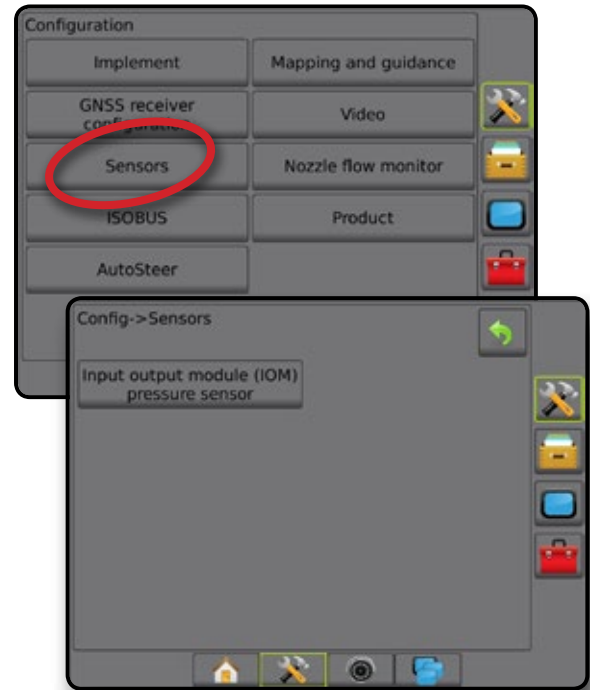 Configuration
Implement
Mapping and guidance
GNSS receiver
configuration
Video
Sensors
Nozzle flow monitor
ISOBUS
Product
AutoSteer
Config->Sensors
Input output module (IOM)
pressure sensor